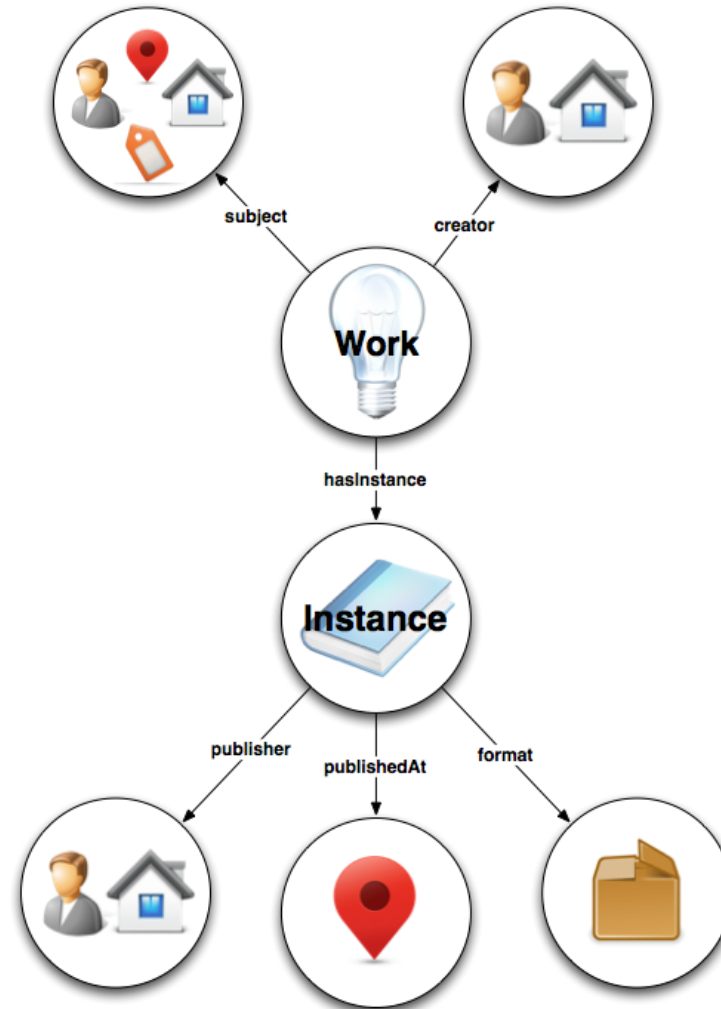 subject
creator
Work
hasInstance
Instance
publisher
publishedAt
format